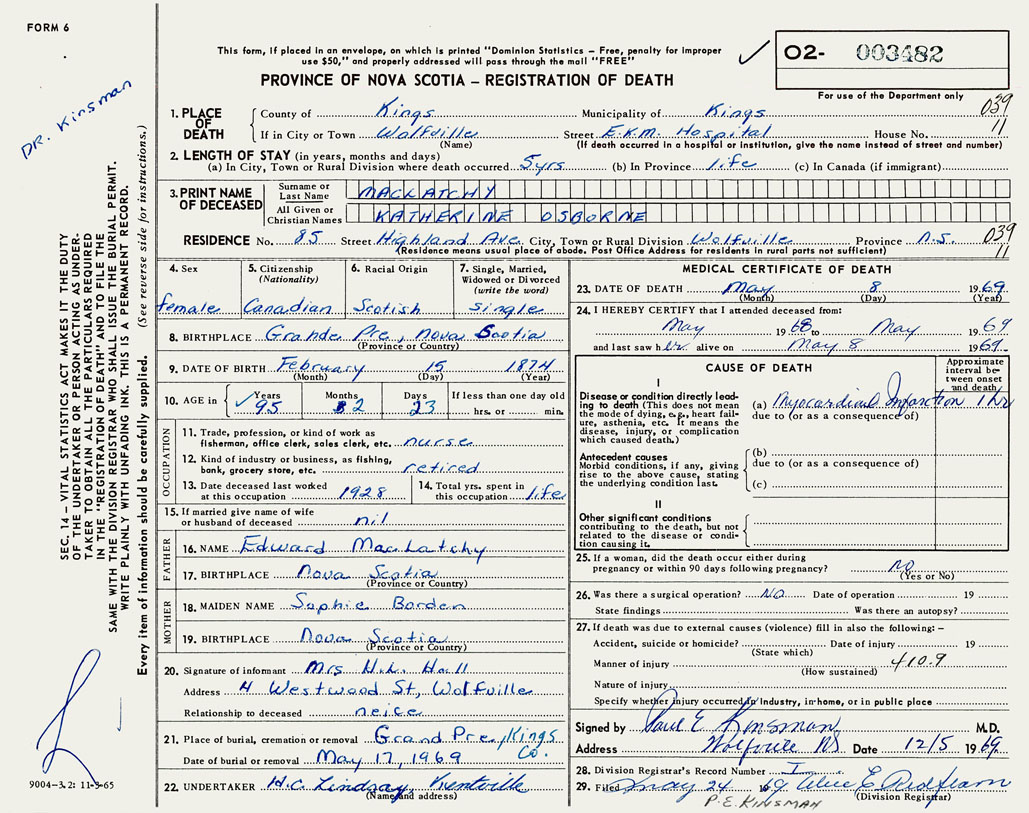 FORM 6
DR. Kinsman
This form, if placed in an envelope, on which is printed "Dominion Statistics – Free, penalty for improper
use $50," and properly addressed will pass through the mail "FREE"
PROVINCE OF NOVA SCOTIA – REGISTRATION OF DEATH
✓ O2- 003482
For use of the Department only
039
11
1. PLACE OF DEATH { County of Kings Municipality of Kings
If in City or Town Wolfville (Name) Street E.K.M. Hospital House No.
(If death occurred in a hospital or institution, give the name instead of street and number)
2. LENGTH OF STAY (in years, months and days)
(a) In City, Town or Rural Division where death occurred 5yrs (b) In Province life (c) In Canada (if immigrant)
3. PRINT NAME OF DECEASED { Surname or Last Name MACLATCHY
All Given or Christian Names KATHERINE OSBORNE
RESIDENCE No. 85 Street Highland Ave. City, Town or Rural Division Wolfville Province N.S. 039
11
(Residence means usual place of abode. Post Office Address for residents in rural parts not sufficient)
4. Sex female
5. Citizenship (Nationality) Canadian
6. Racial Origin Scotish
7. Single, Married, Widowed or Divorced (write the word) single
8. BIRTHPLACE Grande Pre, Nova Scotia
(Province or Country)
9. DATE OF BIRTH February 15 1874
(Month) (Day) (Year)
10. AGE in { Years Months Days If less than one day old
✓ 95 2 23 hrs. or min.
OCCUPATION
11. Trade, profession, or kind of work as
fisherman, office clerk, sales clerk, etc. nurse
12. Kind of industry or business, as fishing,
bank, grocery store, etc. retired
13. Date deceased last worked at this occupation 1928
14. Total yrs. spent in this occupation life
15. If married give name of wife
or husband of deceased nil
FATHER
16. NAME Edward MacLatchy
17. BIRTHPLACE Nova Scotia
(Province or Country)
MOTHER
18. MAIDEN NAME Sophie Borden
19. BIRTHPLACE Nova Scotia
(Province or Country)
20. Signature of informant Mrs H.L. Hall
Address 4 Westwood St, Wolfville
Relationship to deceased neice
21. Place of burial, cremation or removal Grand Pre, Kings
Co.
Date of burial or removal May 17, 1969
22. UNDERTAKER H.C. Lindsay, Kentville
(Name and address)
MEDICAL CERTIFICATE OF DEATH
23. DATE OF DEATH May 8 1969
(Month) (Day) (Year)
24. I HEREBY CERTIFY that I attended deceased from:
May 1968 to May 1969
and last saw her alive on May 8 1969
CAUSE OF DEATH
Approximate interval between onset and death
I
Disease or condition directly leading to death (This does not mean the mode of dying, e.g., heart failure, asthenia, etc. It means the disease, injury, or complication which caused death.)
(a) Myocardial Infarction 1 hr
due to (or as a consequence of)
Antecedent causes
Morbid conditions, if any, giving rise to the above cause, stating the underlying condition last.
(b)
due to (or as a consequence of)
(c)
II
Other significant conditions contributing to the death, but not related to the disease or condition causing it.
25. If a woman, did the death occur either during
pregnancy or within 90 days following pregnancy? no
(Yes or No)
26. Was there a surgical operation? No Date of operation 19
State findings Was there an autopsy?
27. If death was due to external causes (violence) fill in also the following: –
Accident, suicide or homicide? Date of injury 19
(State which)
Manner of injury 410.9
(How sustained)
Nature of injury
Specify whether injury occurred in industry, in-home, or in public place
Signed by Paul E Kinsman M.D.
Address Wolfville NS Date 12/5 1969
28. Division Registrar's Record Number I
29. Filed May 24 1969
(Division Registrar)
P.E. KINSMAN
SEC. 14 – VITAL STATISTICS ACT MAKES IT THE DUTY
OF THE UNDERTAKER OR PERSON ACTING AS UNDER-
TAKER TO OBTAIN ALL THE PARTICULARS REQUIRED
IN THE "REGISTRATION OF DEATH" AND TO FILE THE
SAME WITH THE DIVISION REGISTRAR WHO SHALL ISSUE THE BURIAL PERMIT.
WRITE PLAINLY WITH UNFADING INK. THIS IS A PERMANENT RECORD.
Every item of information should be carefully supplied. (See reverse side for instructions.)
9004-3.2: 11-3-65